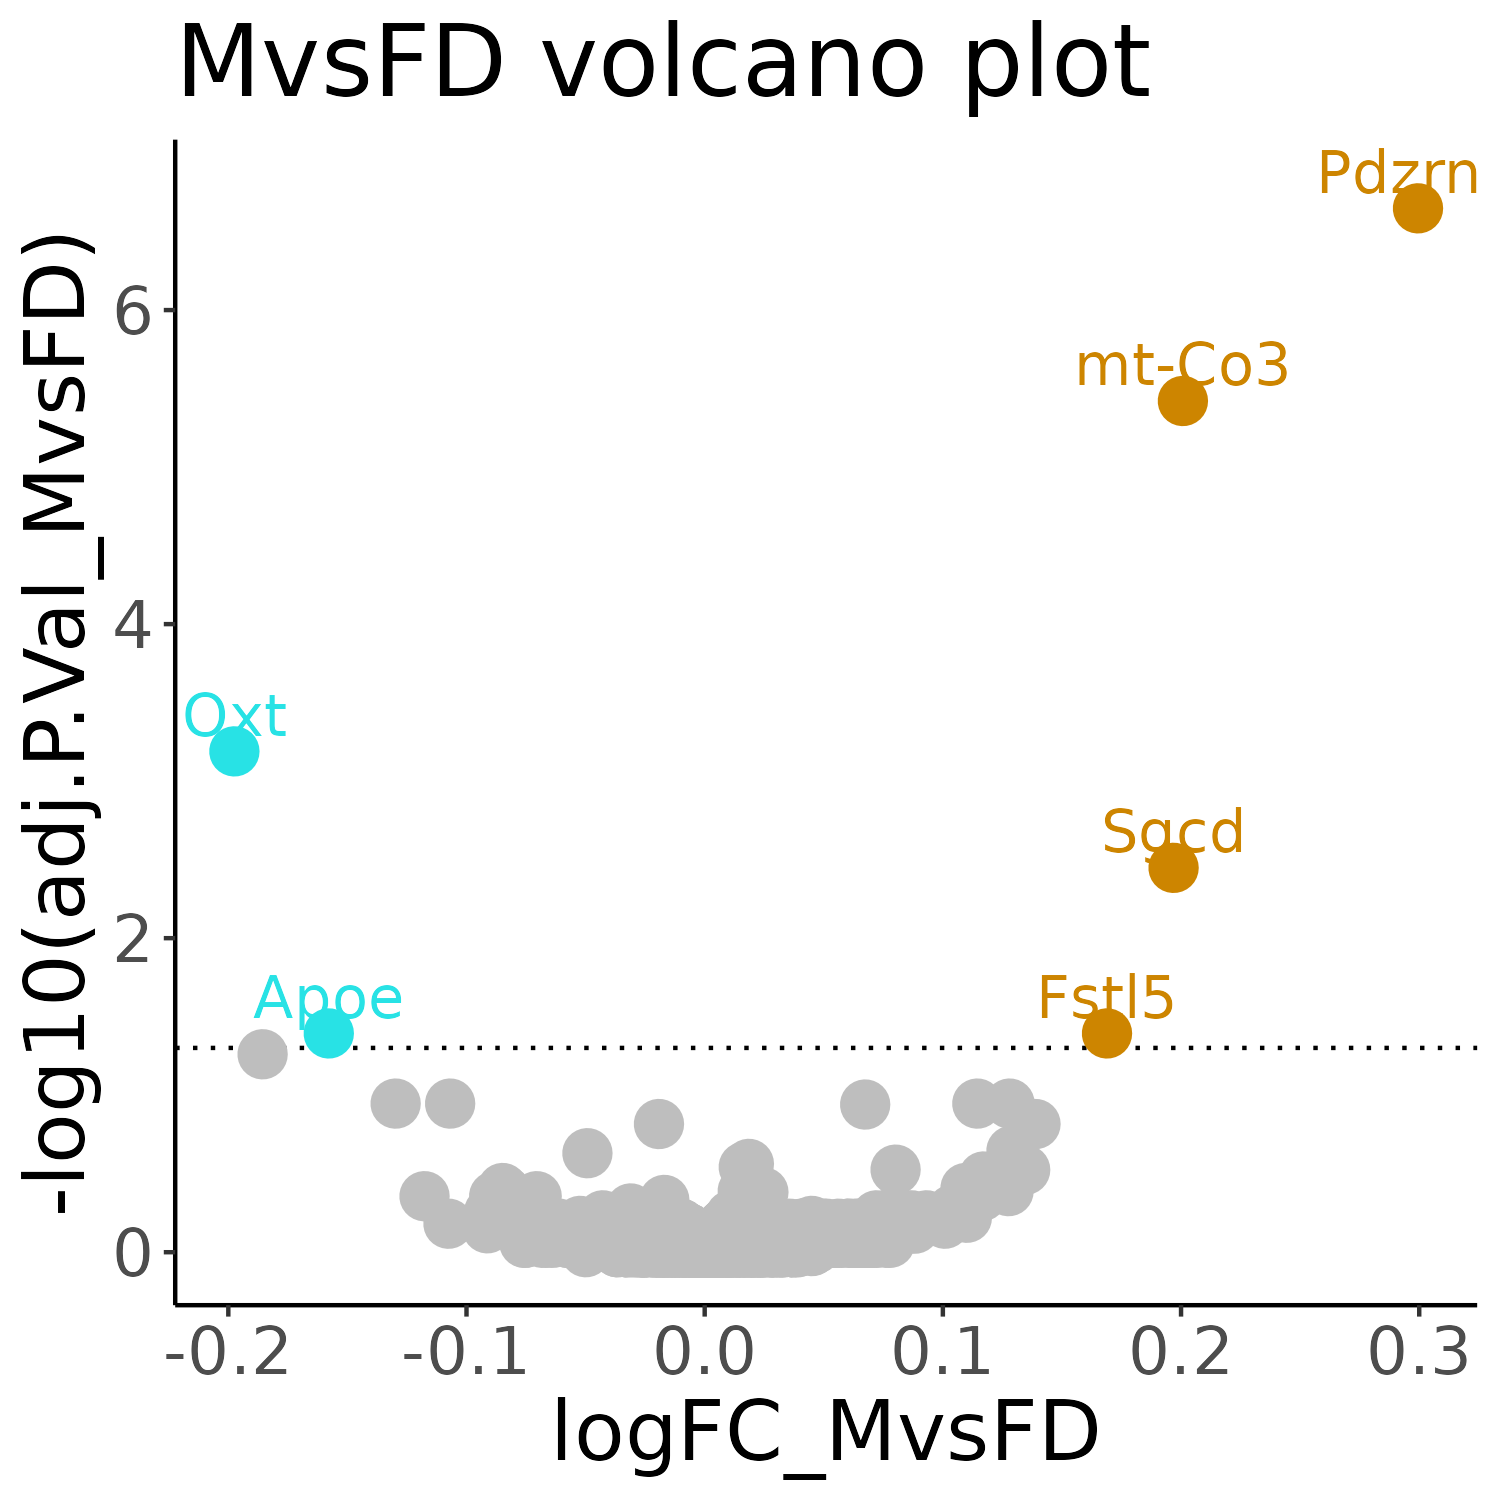 MvsFD volcano plot
-log10(adj.P.Val_MvsFD)
6
4
2
0
Pdzrn
mt-Co3
Oxt
Sgcd
Apoe
Fstl5
-0.2 -0.1 0.0 0.1 0.2 0.3
logFC_MvsFD